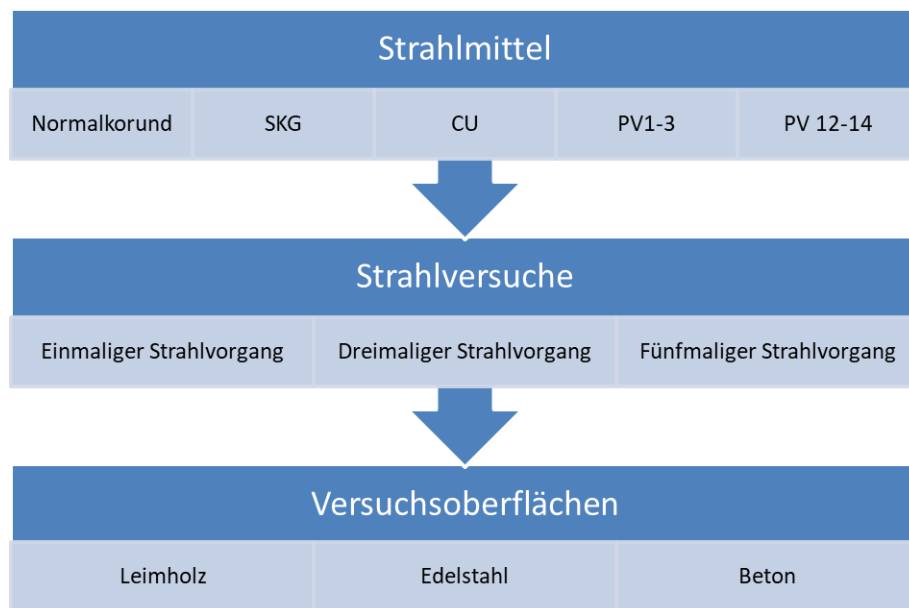 Strahlmittel
Normalkorund SKG CU PV1-3 PV 12-14
Strahlversuche
Einmaliger Strahlvorgang Dreimaliger Strahlvorgang Fünfmaliger Strahlvorgang
Versuchsoberflächen
Leimholz Edelstahl Beton